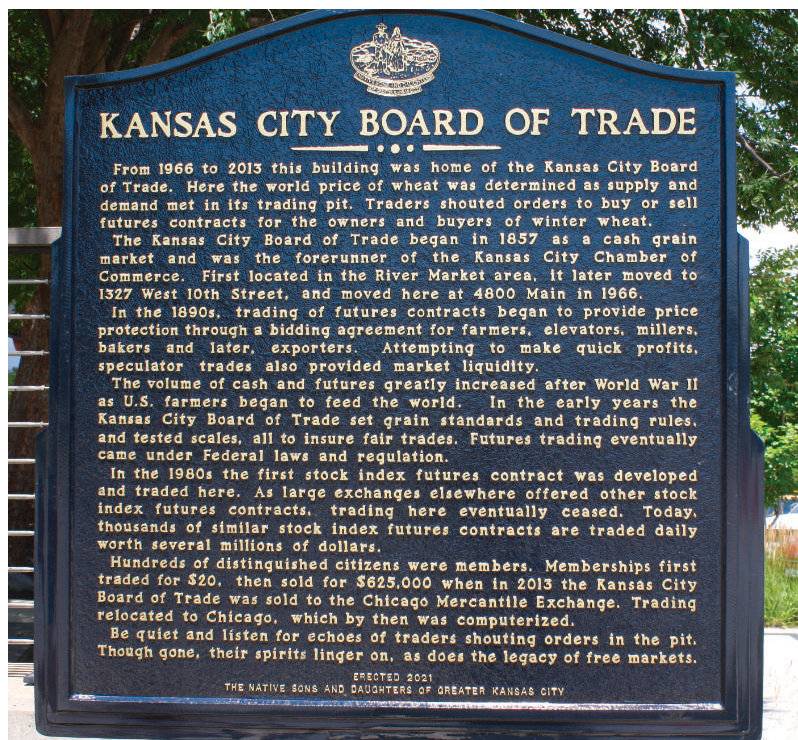 KANSAS CITY BOARD OF TRADE
From 1966 to 2013 this building was home of the Kansas City Board
of Trade. Here the world price of wheat was determined as supply and
demand met in its trading pit. Traders shouted orders to buy or sell
futures contracts for the owners and buyers of winter wheat.
The Kansas City Board of Trade began in 1857 as a cash grain
market and was the forerunner of the Kansas City Chamber of
Commerce. First located in the River Market area, it later moved to
1327 West 10th Street, and moved here at 4800 Main in 1966.
In the 1890s, trading of futures contracts began to provide price
protection through a bidding agreement for farmers, elevators, millers,
bakers and later, exporters. Attempting to make quick profits,
speculator trades also provided market liquidity.
The volume of cash and futures greatly increased after World War II
as U.S. farmers began to feed the world. In the early years the
Kansas City Board of Trade set grain standards and trading rules,
and tested scales, all to insure fair trades. Futures trading eventually
came under Federal laws and regulation.
In the 1980s the first stock index futures contract was developed
and traded here. As large exchanges elsewhere offered other stock
index futures contracts, trading here eventually ceased. Today,
thousands of similar stock index futures contracts are traded daily
worth several millions of dollars.
Hundreds of distinguished citizens were members. Memberships first
traded for $20, then sold for $625,000 when in 2013 the Kansas City
Board of Trade was sold to the Chicago Mercantile Exchange. Trading
relocated to Chicago, which by then was computerized.
Be quiet and listen for echoes of traders shouting orders in the pit.
Though gone, their spirits linger on, as does the legacy of free markets.
ERECTED 2021
THE NATIVE SONS AND DAUGHTERS OF GREATER KANSAS CITY